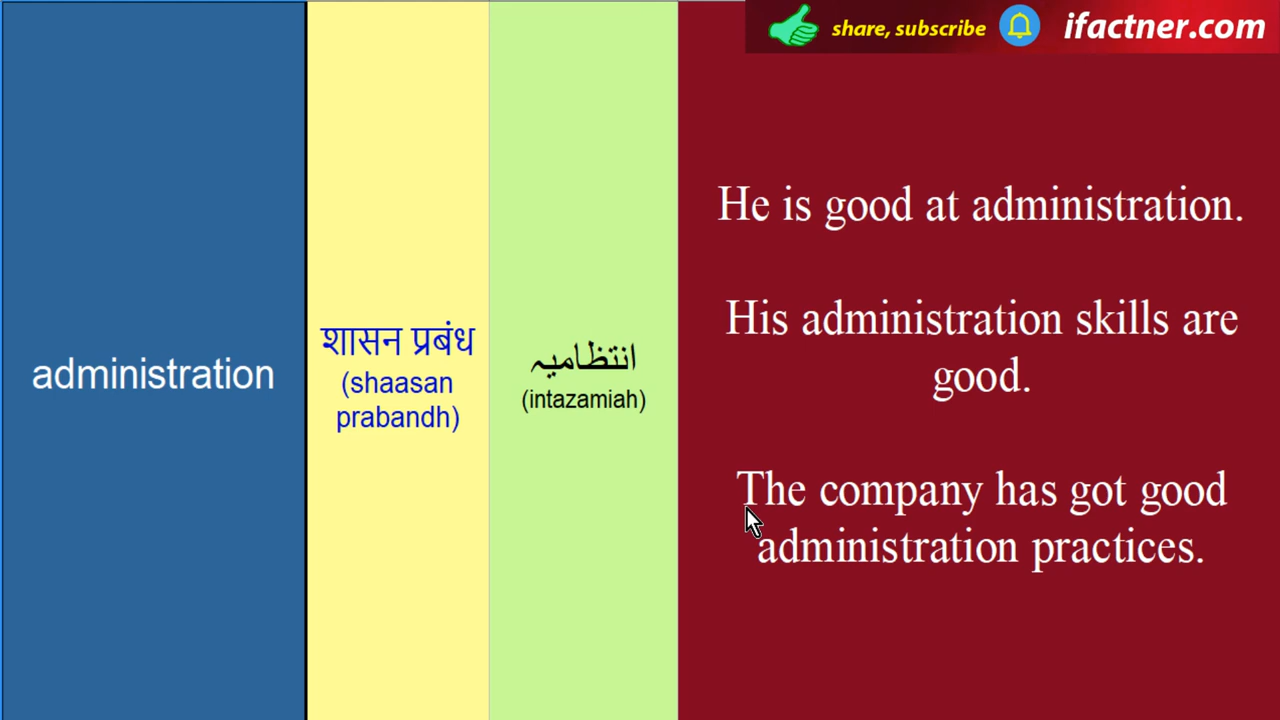 share, subscribe
ifactner.com
administration
शासन प्रबंध
(shaasan
prabandh)
انتظامیہ
(intazamiah)
He is good at administration.
His administration skills are
good.
The company has got good
administration practices.